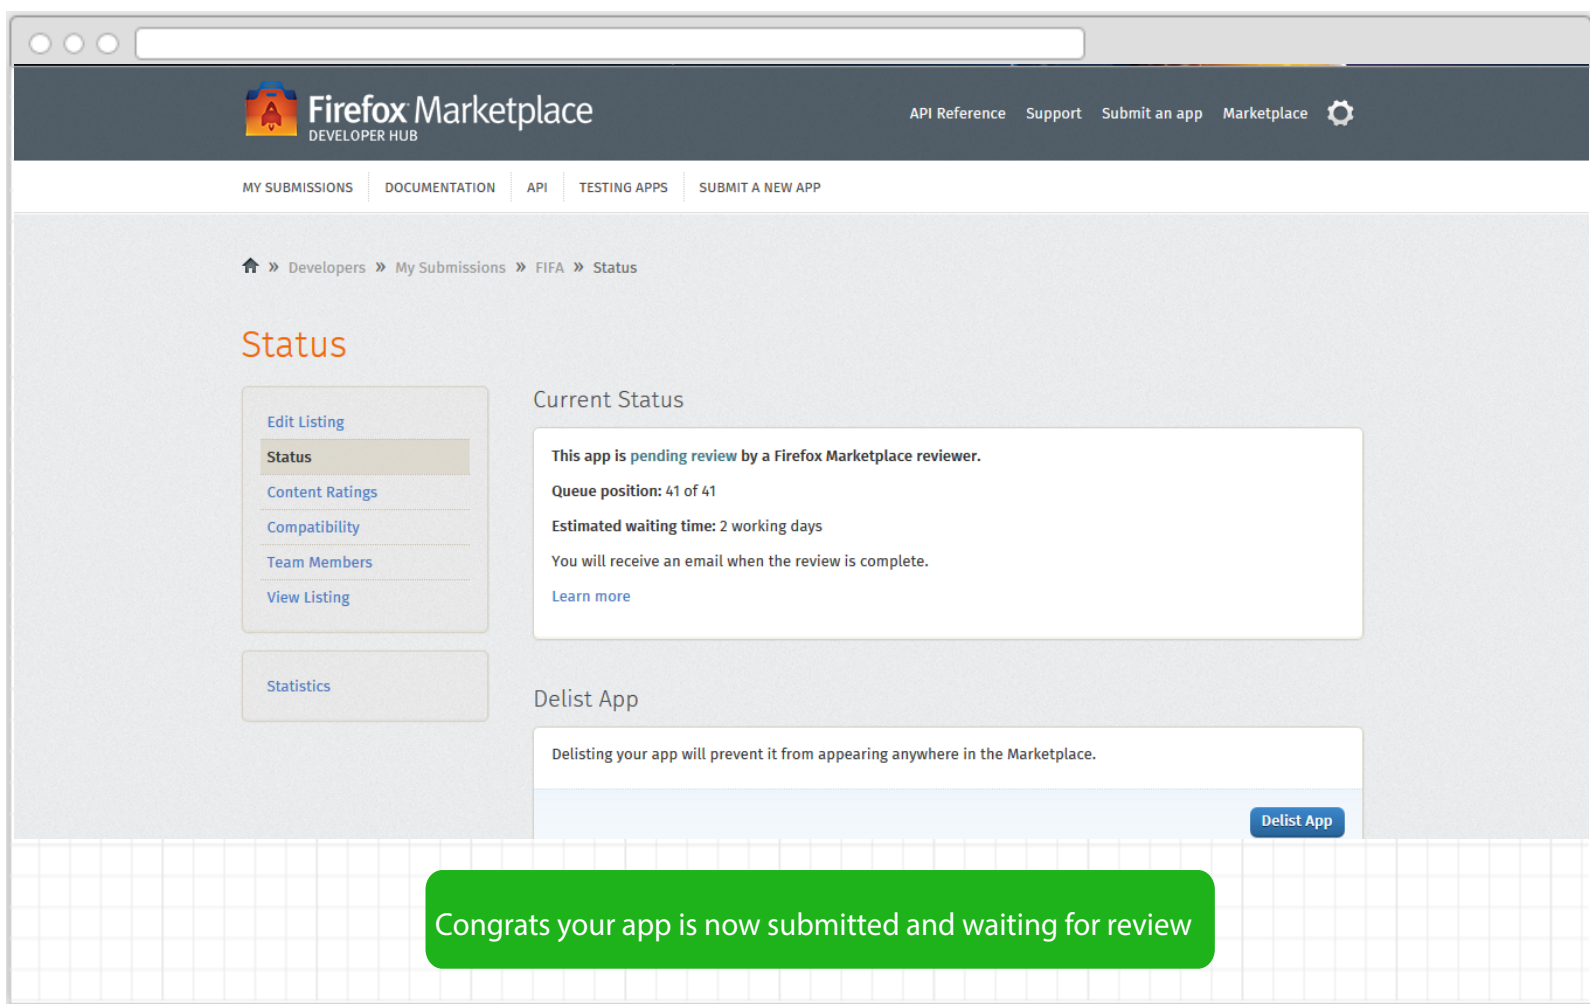 Firefox Marketplace
DEVELOPER HUB
API Reference Support Submit an app Marketplace
MY SUBMISSIONS DOCUMENTATION API TESTING APPS SUBMIT A NEW APP
» Developers » My Submissions » FIFA » Status
Status
Edit Listing
Status
Content Ratings
Compatibility
Team Members
View Listing
Statistics
Current Status
This app is pending review by a Firefox Marketplace reviewer.
Queue position: 41 of 41
Estimated waiting time: 2 working days
You will receive an email when the review is complete.
Learn more
Delist App
Delisting your app will prevent it from appearing anywhere in the Marketplace.
Delist App
Congrats your app is now submitted and waiting for review